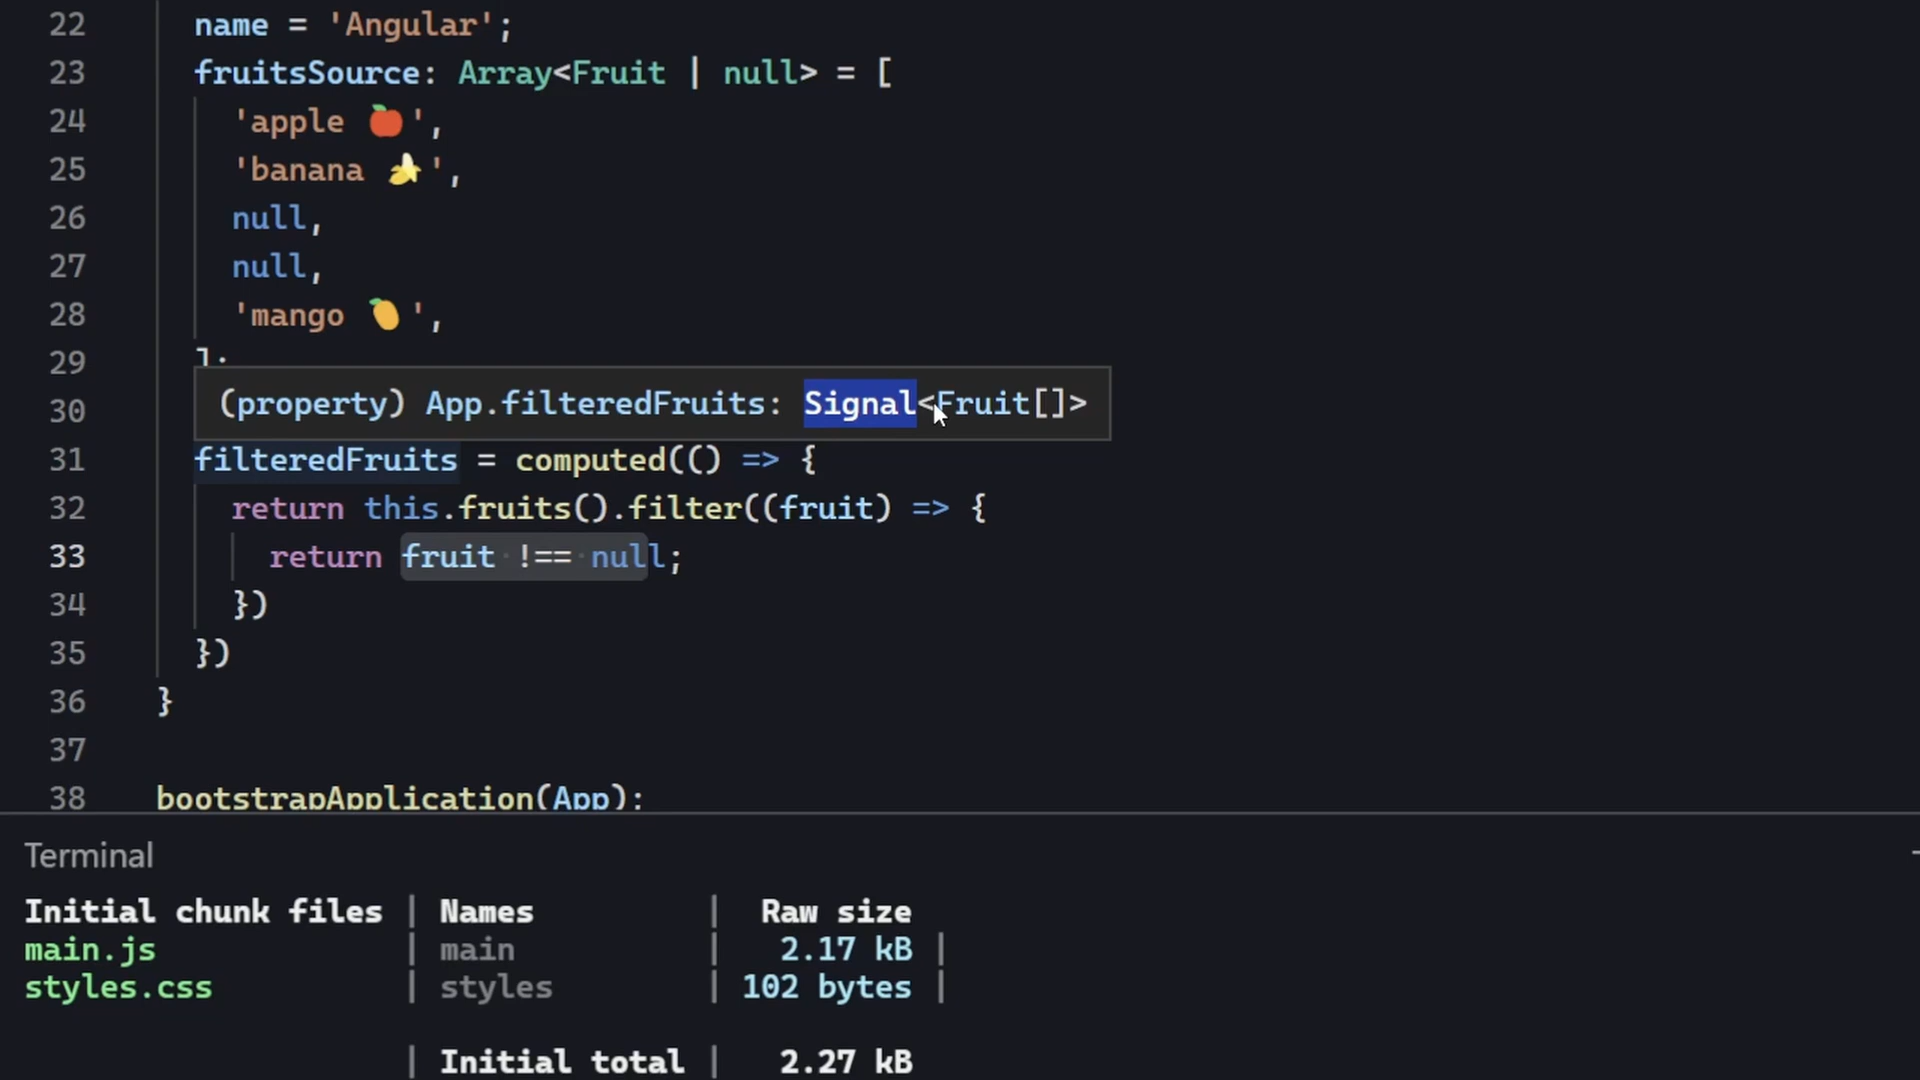 22 name = 'Angular';
23 fruitsSource: Array<Fruit | null> = [
24 'apple 🍎',
25 'banana 🍌',
26 null,
27 null,
28 'mango 🥭',
29 ];
30 (property) App.filteredFruits: Signal<Fruit[]>
31 filteredFruits = computed(() => {
32 return this.fruits().filter((fruit) => {
33 return fruit !== null;
34 })
35 })
36 }
37
38 bootstrapApplication(App);
Terminal
Initial chunk files | Names | Raw size
main.js | main | 2.17 kB |
styles.css | styles | 102 bytes |
| Initial total | 2.27 kB